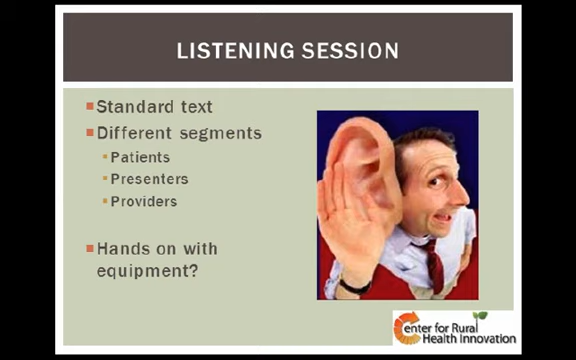 LISTENING SESSION
Standard text
Different segments
Patients
Presenters
Providers
Hands on with
equipment?
Center for Rural
Health Innovation